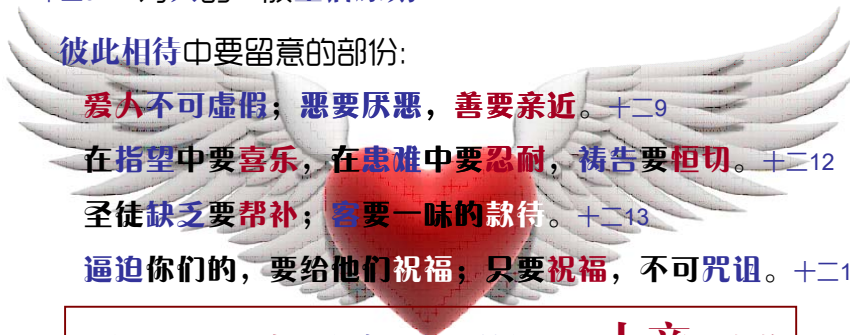 彼此相待中要留意的部份:
爱人不可虚假；恶要厌恶，善要亲近。十二9
在指望中要喜乐，在患难中要忍耐，祷告要恒切。十二12
圣徒缺乏要帮补；客要一味的款待。十二13
逼迫你们的，要给他们祝福；只要祝福，不可咒诅。十二1